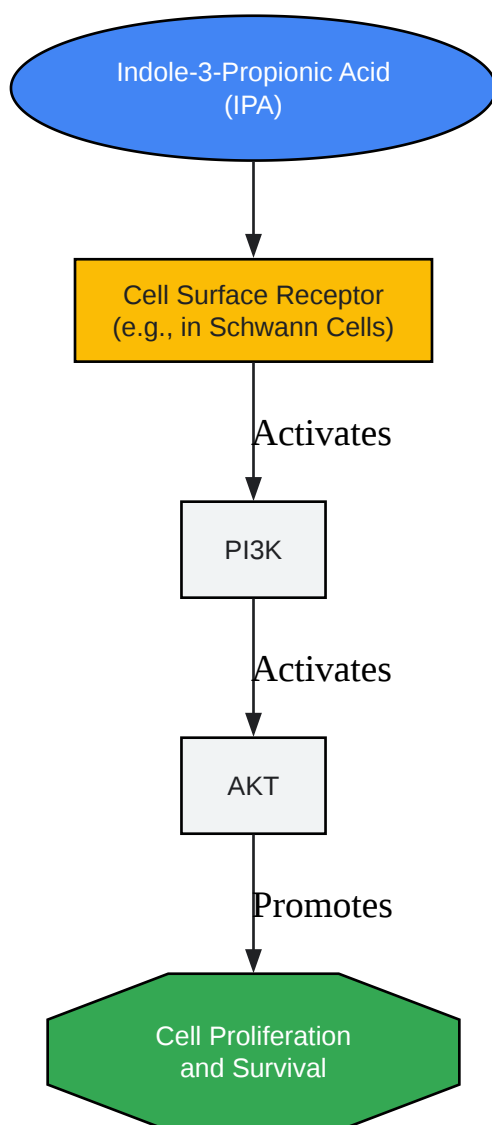 Indole-3-Propionic Acid
(IPA)
Cell Surface Receptor
(e.g., in Schwann Cells)
Activates
PI3K
Activates
AKT
Promotes
Cell Proliferation
and Survival